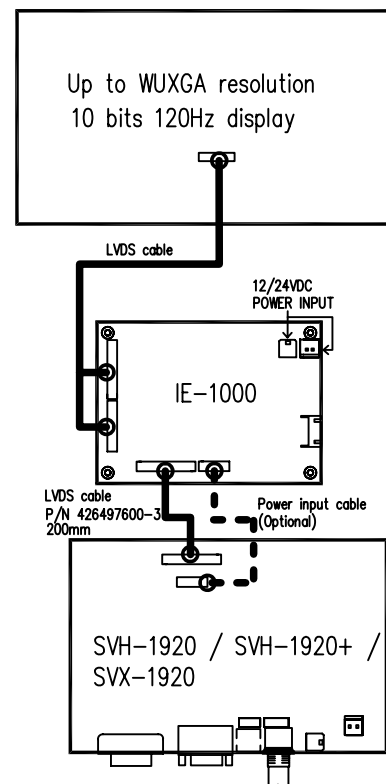 Up to WUXGA resolution
10 bits 120Hz display
LVDS cable
12/24VDC
POWER INPUT
IE-1000
LVDS cable
P/N 426497600-3
200mm
Power input cable
(Optional)
SVH-1920 / SVH-1920+ /
SVX-1920